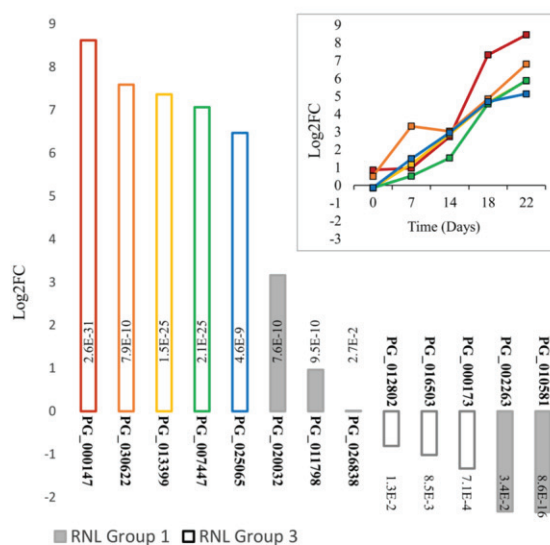 9
8
7
6
5
4
3
2
1
0
-1
-2
Log2FC
2.6E-31
7.9E-10
1.5E-25
2.1E-25
4.6E-9
7.6E-10
9.5E-10
2.7E-2
PG_000147
PG_030622
PG_013399
PG_007447
PG_025065
PG_020032
PG_011798
PG_026838
PG_012802
PG_016503
PG_000173
PG_002263
PG_010581
1.3E-2
8.5E-3
7.1E-4
3.4E-2
8.6E-16
RNL Group 1 RNL Group 3
9
8
7
6
5
4
3
2
1
0
-1
-2
-3
Log2FC
0 7 14 18 22
Time (Days)